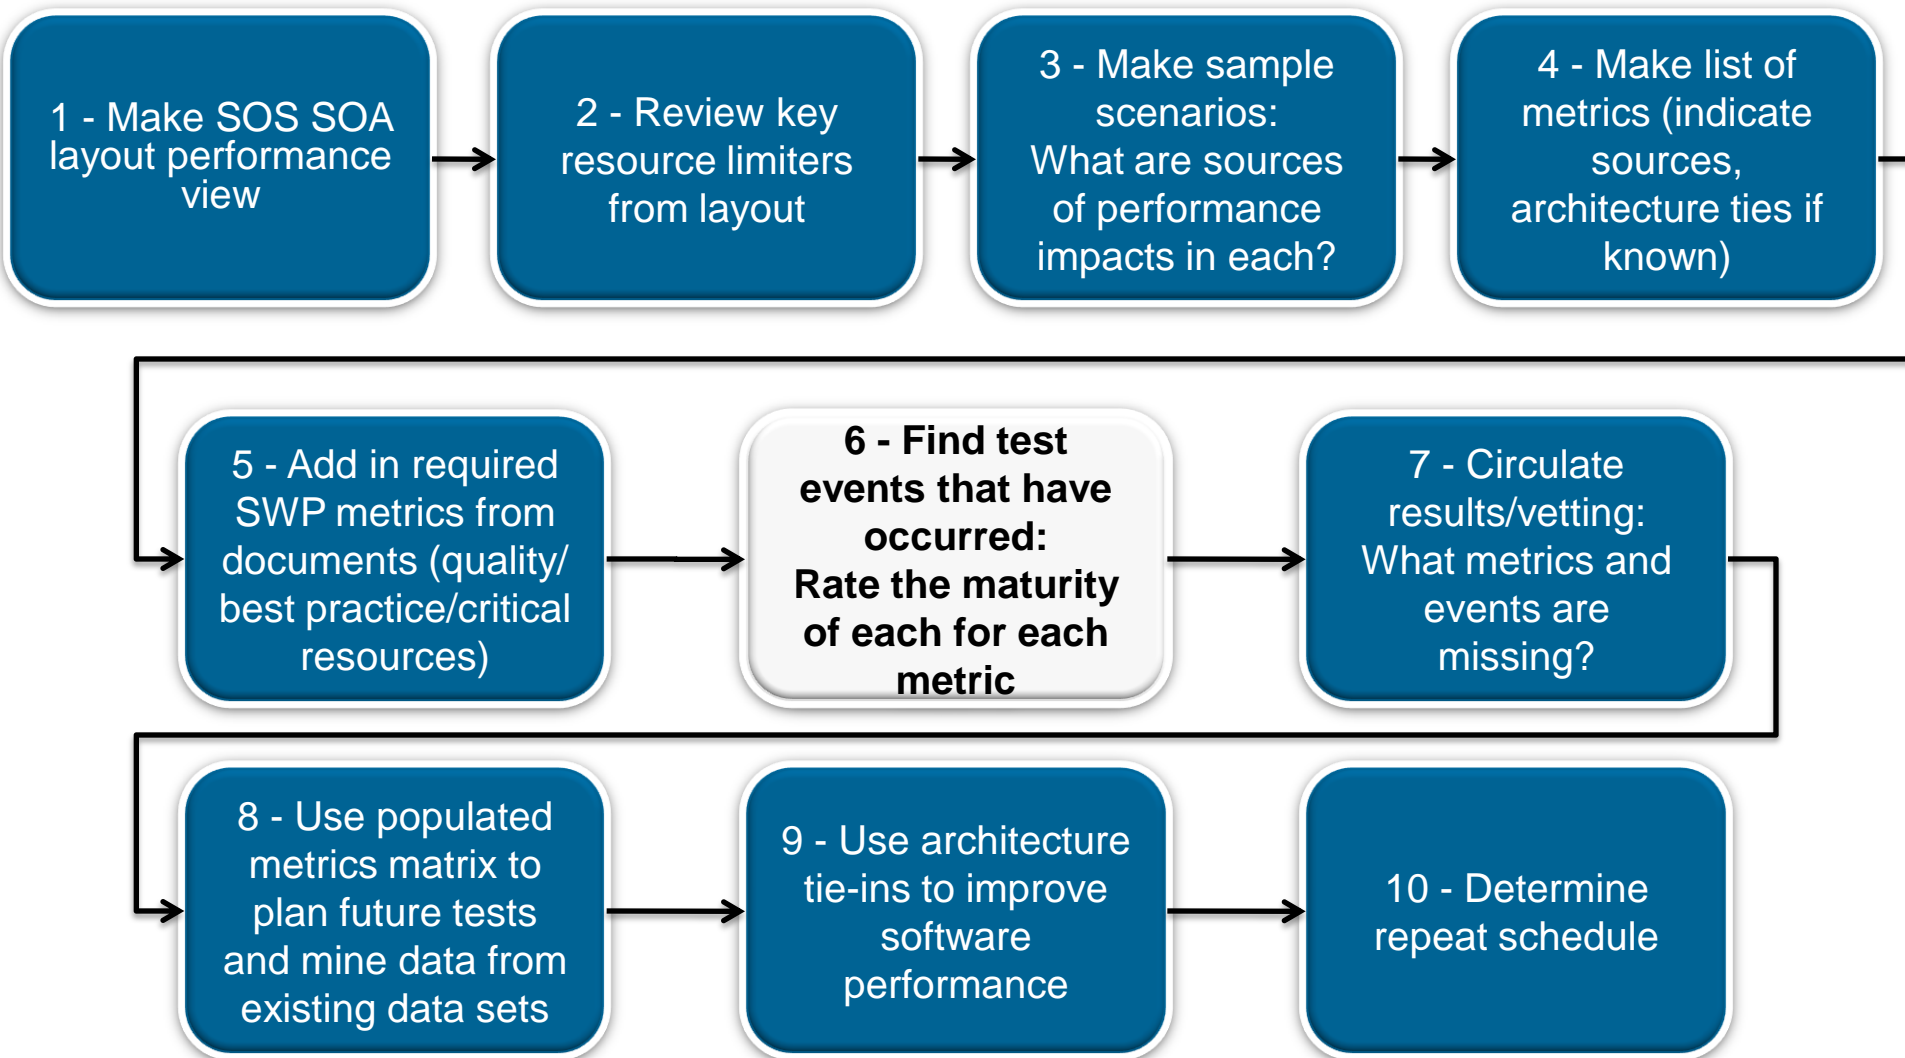 1 - Make SOS SOA
layout performance
view
2 - Review key
resource limiters
from layout
3 - Make sample
scenarios:
What are sources
of performance
impacts in each?
4 - Make list of
metrics (indicate
sources,
architecture ties if
known)
5 - Add in required
SWP metrics from
documents (quality/
best practice/critical
resources)
6 - Find test
events that have
occurred:
Rate the maturity
of each for each
metric
7 - Circulate
results/vetting:
What metrics and
events are
missing?
8 - Use populated
metrics matrix to
plan future tests
and mine data from
existing data sets
9 - Use architecture
tie-ins to improve
software
performance
10 - Determine
repeat schedule